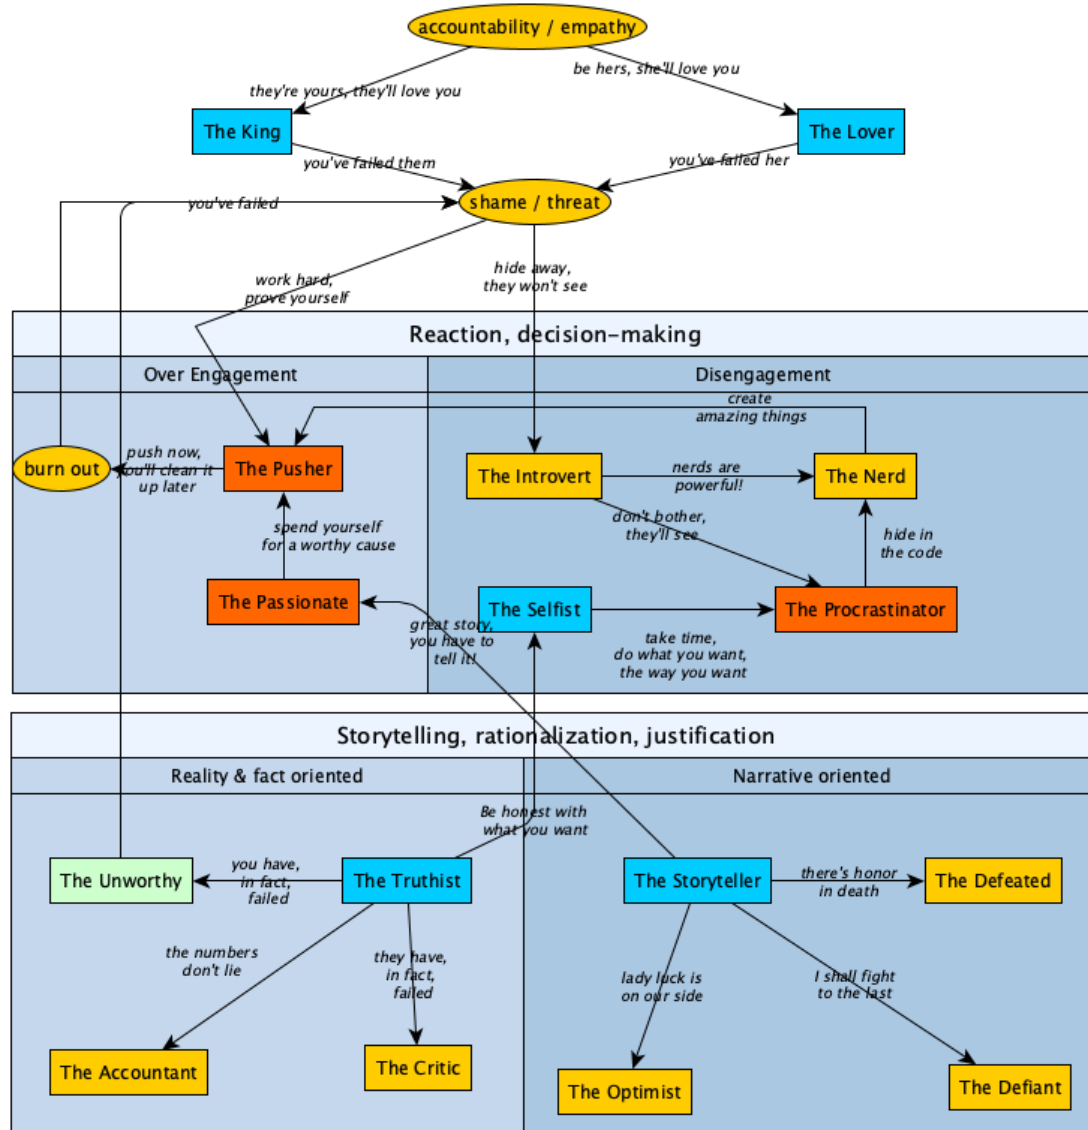 accountability / empathy
be hers, she'll love you
they're yours, they'll love you
The King
The Lover
you've failed them
you've failed her
you've failed
shame / threat
hide away,
they won't see
work hard,
prove yourself
Reaction, decision-making
Over Engagement
Disengagement
create
amazing things
push now,
you'll clean it
up later
burn out
The Pusher
The Introvert
nerds are
powerful!
The Nerd
don't bother,
they'll see
spend yourself
for a worthy cause
hide in
the code
The Passionate
The Selfist
The Procrastinator
great story,
you have to
tell it!
take time,
do what you want,
the way you want
Storytelling, rationalization, justification
Reality & fact oriented
Narrative oriented
Be honest with
what you want
The Unworthy
you have,
in fact,
failed
The Truthist
The Storyteller
there's honor
in death
The Defeated
the numbers
don't lie
they have,
in fact,
failed
lady luck is
on our side
I shall fight
to the last
The Accountant
The Critic
The Optimist
The Defiant